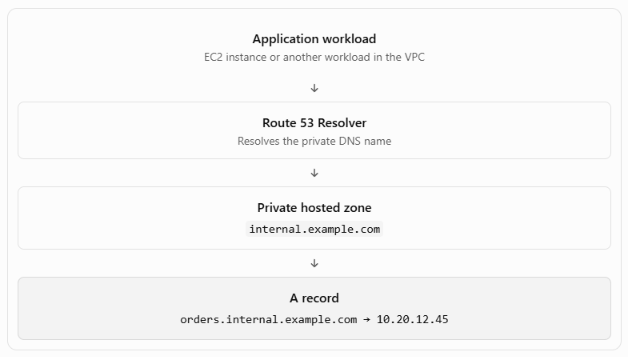 Application workload
EC2 instance or another workload in the VPC
↓
Route 53 Resolver
Resolves the private DNS name
↓
Private hosted zone
internal.example.com
↓
A record
orders.internal.example.com → 10.20.12.45